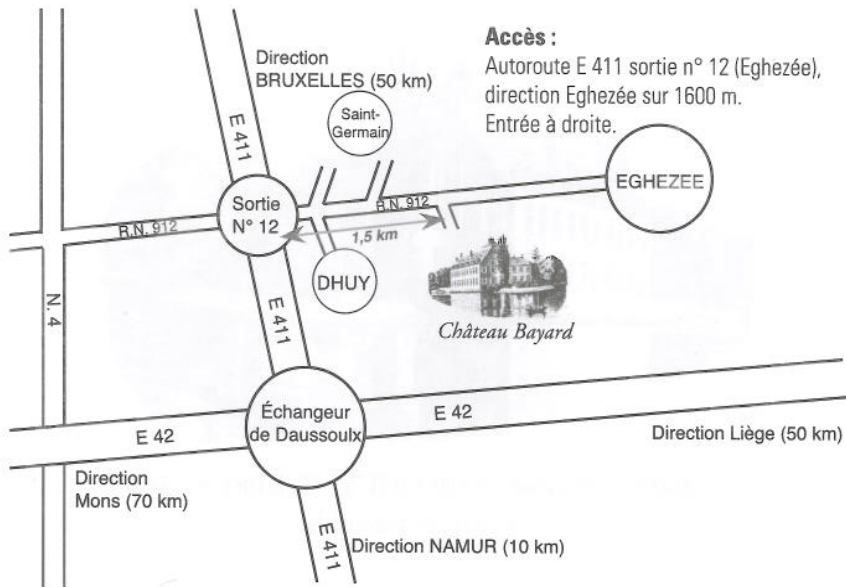 Accès :
Autoroute E 411 sortie n° 12 (Eghezée),
direction Eghezée sur 1600 m.
Entrée à droite.
Direction
BRUXELLES (50 km)
E 411
Saint-
Germain
EGHEZEE
Sortie
N° 12
R.N. 912
R.N. 912
1,5 km
DHUY
N. 4
E 411
Château Bayard
Échangeur
de Daussoulx
E 42
E 42
Direction Liège (50 km)
Direction
Mons (70 km)
E 411
Direction NAMUR (10 km)